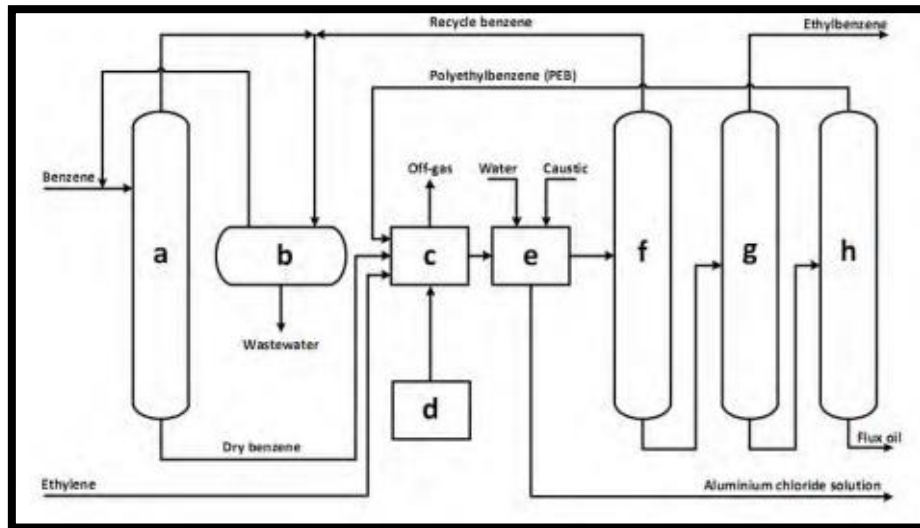 Recycle benzene
Ethylbenzene
Polyethylbenzene (PEB)
Benzene
Off-gas
Water
Caustic
a
b
c
e
f
g
h
Wastewater
d
Dry benzene
Flux oil
Ethylene
Aluminium chloride solution